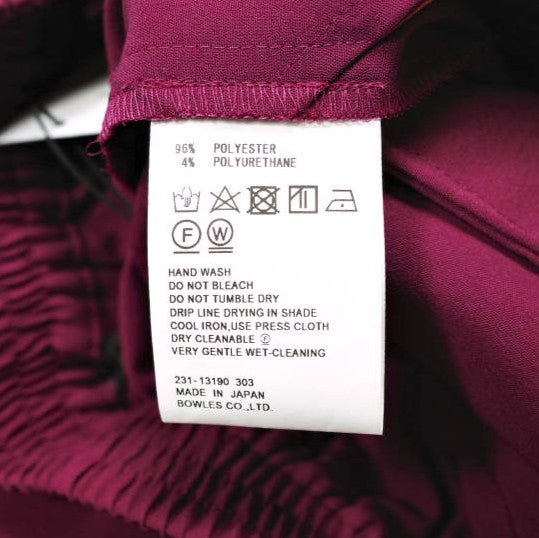 96% POLYESTER
4% POLYURETHANE
F W
HAND WASH
DO NOT BLEACH
DO NOT TUMBLE DRY
DRIP LINE DRYING IN SHADE
COOL IRON,USE PRESS CLOTH
DRY CLEANABLE Ⓕ
VERY GENTLE WET-CLEANING
231-13190 303
MADE IN JAPAN
BOWLES CO.,LTD.